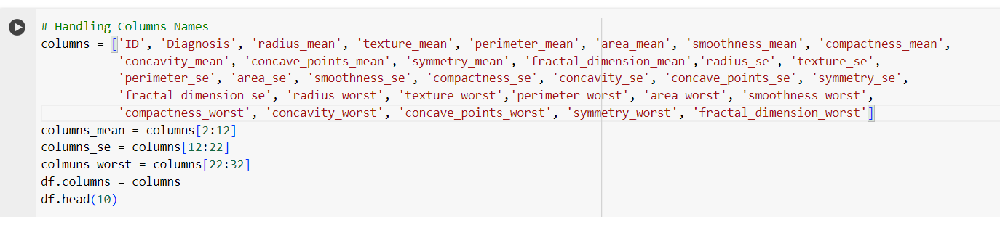 # Handling Columns Names
columns = ['ID', 'Diagnosis', 'radius_mean', 'texture_mean', 'perimeter_mean', 'area_mean', 'smoothness_mean', 'compactness_mean',
'concavity_mean', 'concave_points_mean', 'symmetry_mean', 'fractal_dimension_mean','radius_se', 'texture_se',
'perimeter_se', 'area_se', 'smoothness_se', 'compactness_se', 'concavity_se', 'concave_points_se', 'symmetry_se',
'fractal_dimension_se', 'radius_worst', 'texture_worst','perimeter_worst', 'area_worst', 'smoothness_worst',
'compactness_worst', 'concavity_worst', 'concave_points_worst', 'symmetry_worst', 'fractal_dimension_worst']
columns_mean = columns[2:12]
columns_se = columns[12:22]
colmuns_worst = columns[22:32]
df.columns = columns
df.head(10)